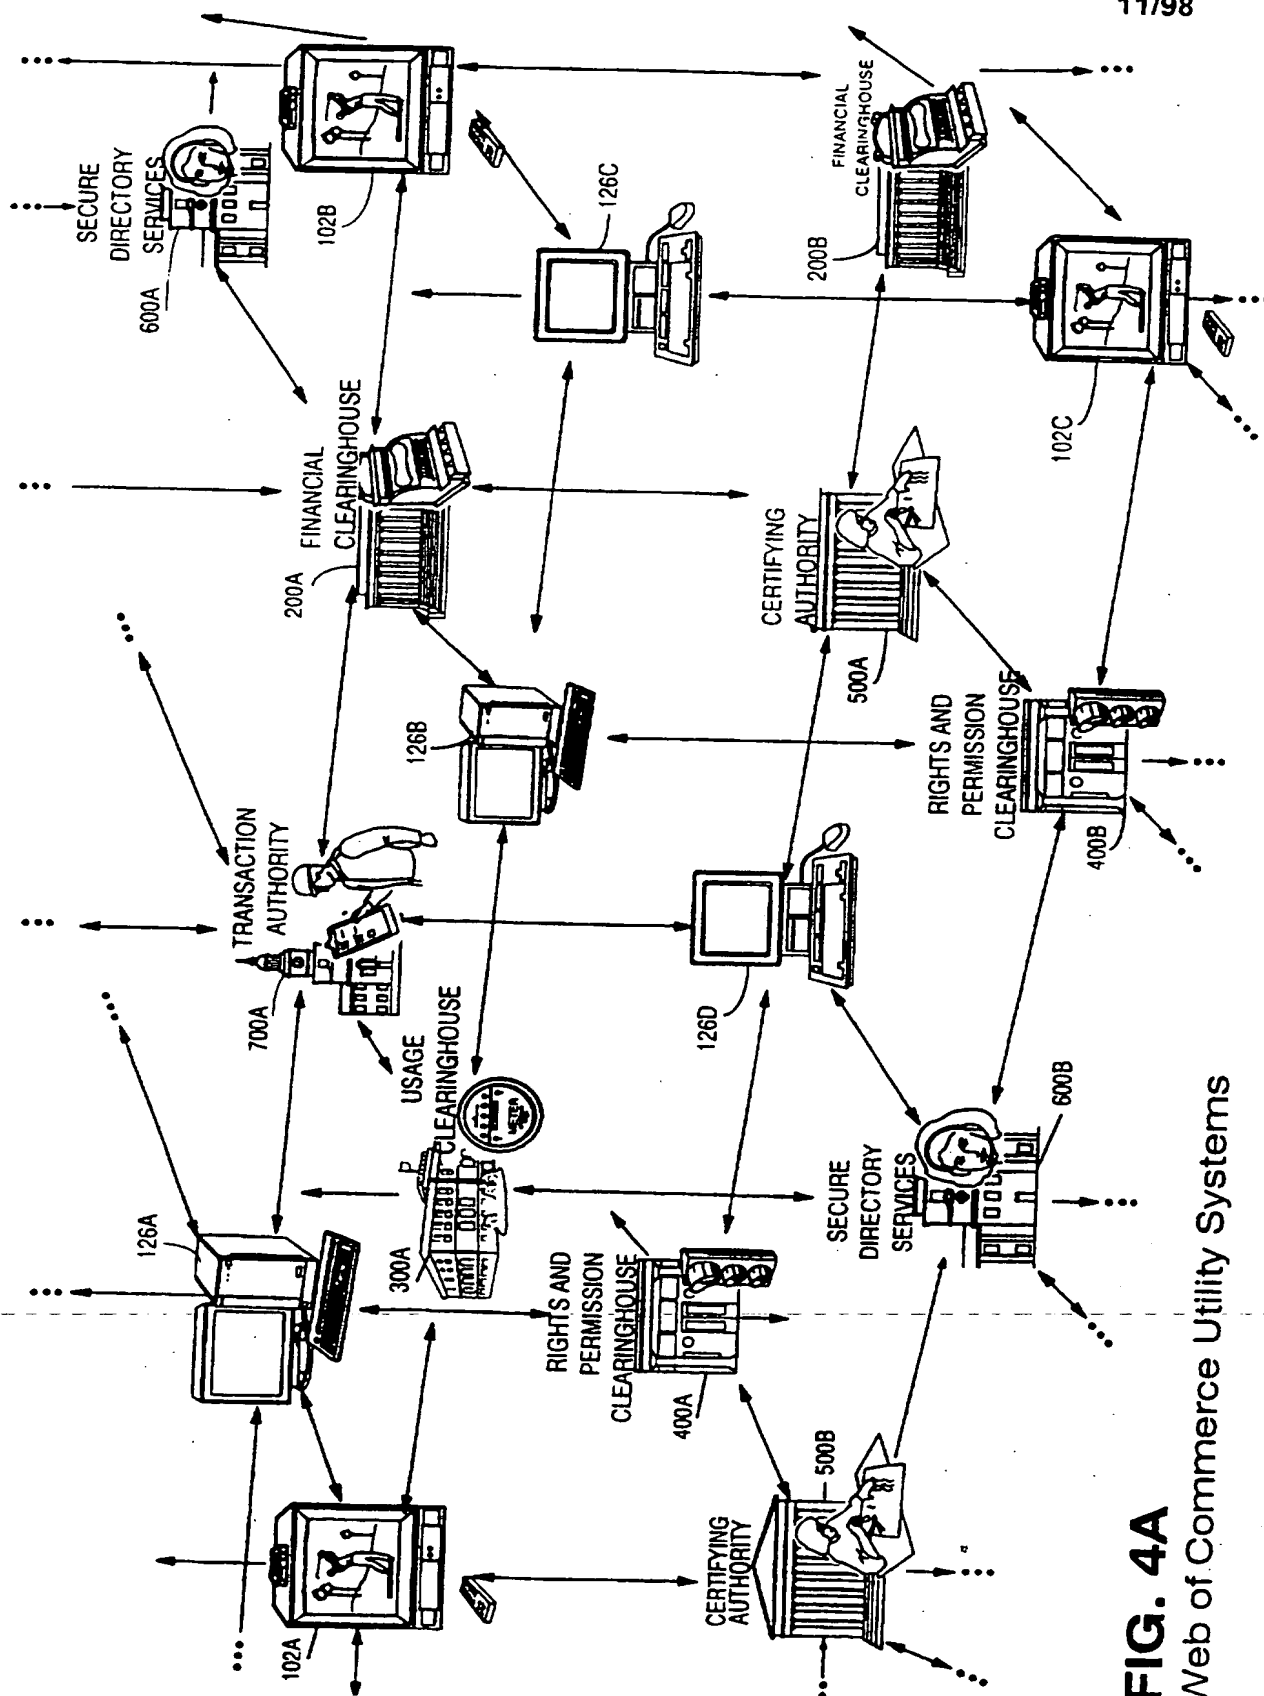 11/98
SECURE
DIRECTORY
SERVICES
600A
102B
126C
FINANCIAL
CLEARINGHOUSE
200B
102C
FINANCIAL
CLEARINGHOUSE
200A
126B
CERTIFYING
AUTHORITY
500A
RIGHTS AND
PERMISSION
CLEARINGHOUSE
400B
TRANSACTION
AUTHORITY
700A
126D
USAGE
CLEARINGHOUSE
METER
300A
126A
SECURE
DIRECTORY
SERVICES
600B
RIGHTS AND
PERMISSION
CLEARINGHOUSE
400A
102A
CERTIFYING
AUTHORITY
500B
FIG. 4A
Web of Commerce Utility Systems